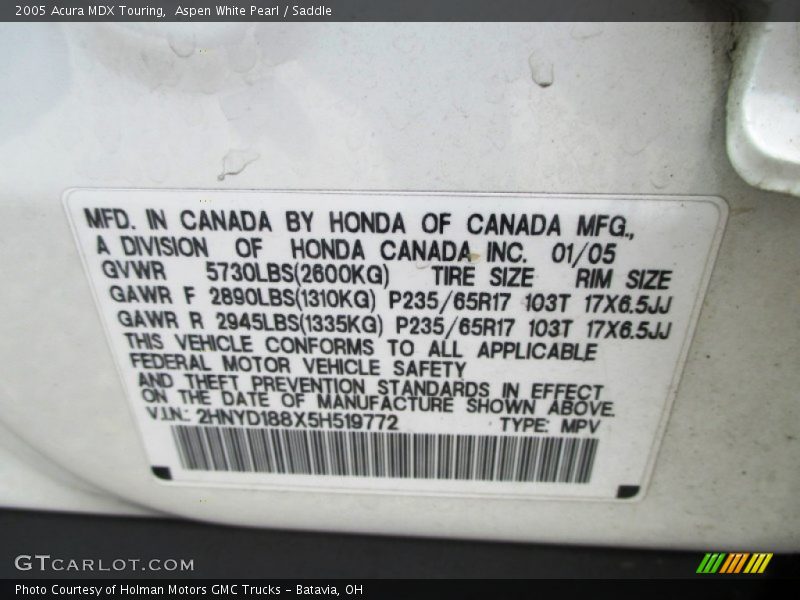 2005 Acura MDX Touring,  Aspen White Pearl / Saddle
MFD. IN CANADA BY HONDA OF CANADA MFG.,
A DIVISION OF HONDA CANADA INC. 01/05
GVWR 5730LBS(2600KG) TIRE SIZE RIM SIZE
GAWR F 2890LBS(1310KG) P235/65R17 103T 17X6.5JJ
GAWR R 2945LBS(1335KG) P235/65R17 103T 17X6.5JJ
THIS VEHICLE CONFORMS TO ALL APPLICABLE
FEDERAL MOTOR VEHICLE SAFETY
AND THEFT PREVENTION STANDARDS IN EFFECT
ON THE DATE OF MANUFACTURE SHOWN ABOVE.
V.I.N.: 2HNYD188X5H519772 TYPE: MPV
GTCARLOT.COM
Photo Courtesy of Holman Motors GMC Trucks - Batavia, OH